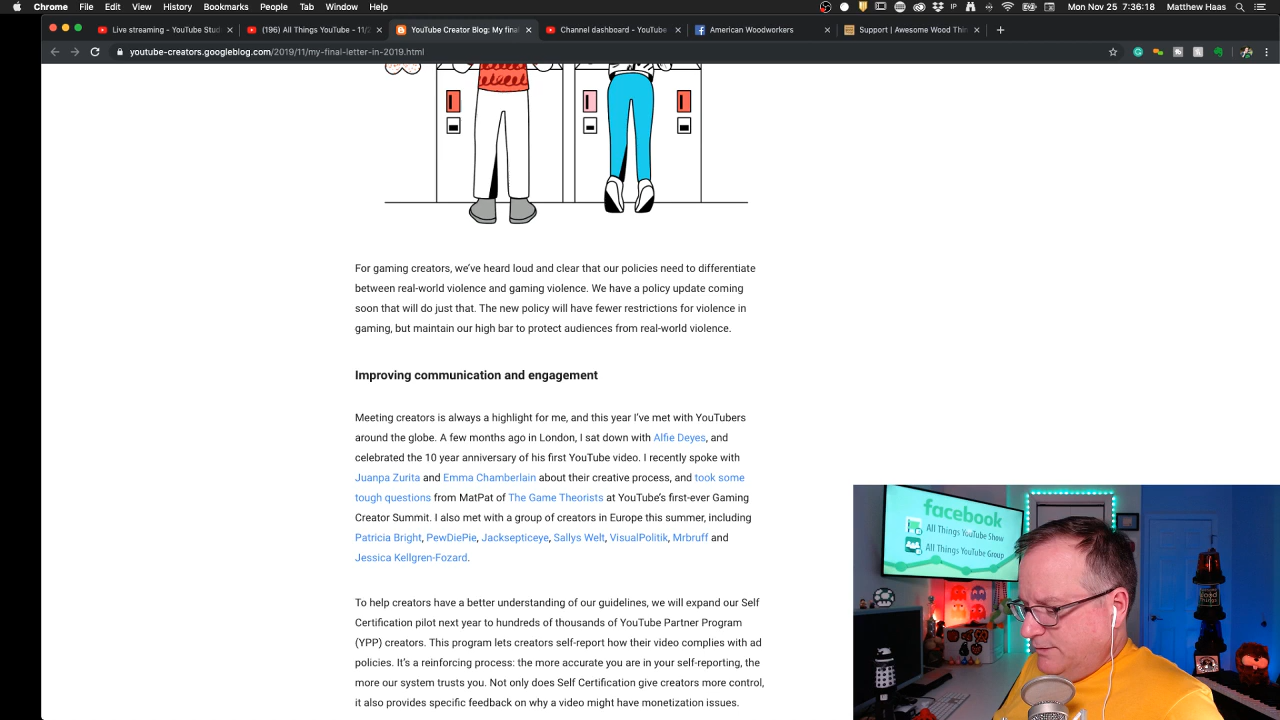 Chrome File Edit View History Bookmarks People Window Help
Mon Nov 25 7:36:18 AM
Live streaming - YouTube Stud
(196) All Things YouTube - 11/2
YouTube Creator Blog: My fina
Channel dashboard - YouTube
American Woodworkers
Support | Awesome Wood Thin
youtube-creators.googleblog.com/2019/11/my-final-letter-in-2019.html
For gaming creators, we've heard loud and clear that our policies need to differentiate
between real-world violence and gaming violence. We have a policy update coming
soon that will do just that. The new policy will have fewer restrictions for violence in
gaming, but maintain our high bar to protect audiences from real-world violence.
Improving communication and engagement
Meeting creators is always a highlight for me, and this year I've met with YouTubers
around the globe. A few months ago in London, I sat down with Alfie Deyes, and
celebrated the 10 year anniversary of his first YouTube video. I recently spoke with
Juanpa Zurita and Emma Chamberlain about their creative process, and took some
tough questions from MatPat of The Game Theorists at YouTube's first-ever Gaming
Creator Summit. I also met with a group of creators in Europe this summer, including
Patricia Bright, PewDiePie, Jacksepticeye, Sallys Welt, VisualPolitik, Mrbruff and
Jessica Kellgren-Fozard.
To help creators have a better understanding of our guidelines, we will expand our Self
Certification pilot next year to hundreds of thousands of YouTube Partner Program
(YPP) creators. This program lets creators self-report how their video complies with ad
policies. It's a reinforcing process: the more accurate you are in your self-reporting, the
more our system trusts you. Not only does Self Certification give creators more control,
it also provides specific feedback on why a video might have monetization issues.
facebook
All Things YouTube Show
All Things YouTube Group